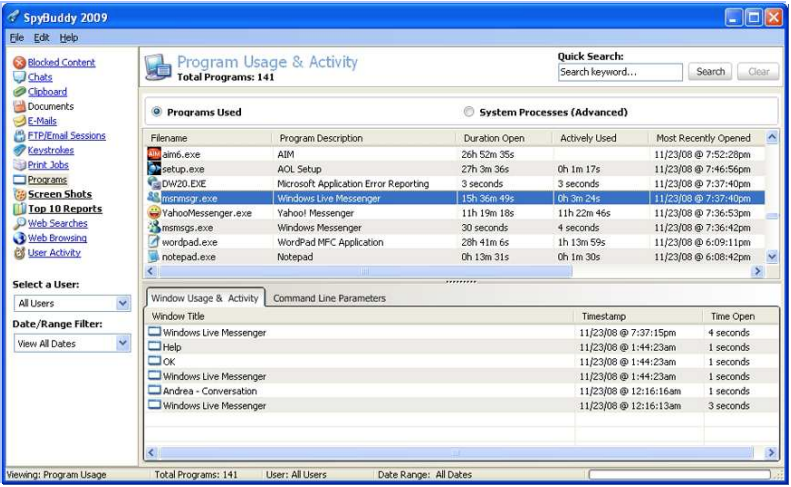 SpyBuddy 2009
File Edit Help
Blocked Content
Chats
Clipboard
Documents
E-Mails
FTP/Email Sessions
Keystrokes
Print Jobs
Programs
Screen Shots
Top 10 Reports
Web Searches
Web Browsing
User Activity
Select a User:
All Users
Date/Range Filter:
View All Dates
Program Usage & Activity
Total Programs: 141
Quick Search:
Search keyword... Search Clear
Programs Used System Processes (Advanced)
Filename Program Description Duration Open Actively Used Most Recently Opened
aim6.exe AIM 26h 52m 35s 11/23/08 @ 7:52:28pm
setup.exe AOL Setup 27h 3m 36s 0h 1m 17s 11/23/08 @ 7:46:56pm
DW20.EXE Microsoft Application Error Reporting 3 seconds 3 seconds 11/23/08 @ 7:37:40pm
msnmsgr.exe Windows Live Messenger 15h 36m 49s 0h 3m 24s 11/23/08 @ 7:37:40pm
YahooMessenger.exe Yahoo! Messenger 11h 19m 18s 11h 22m 46s 11/23/08 @ 7:36:53pm
msmsgs.exe Windows Messenger 30 seconds 4 seconds 11/23/08 @ 7:36:42pm
wordpad.exe WordPad MFC Application 28h 41m 6s 1h 13m 59s 11/23/08 @ 6:09:11pm
notepad.exe Notepad 0h 13m 31s 0h 1m 30s 11/23/08 @ 6:08:42pm
Window Usage & Activity Command Line Parameters
Window Title Timestamp Time Open
Windows Live Messenger 11/23/08 @ 7:37:15pm 4 seconds
Help 11/23/08 @ 1:44:23am 1 seconds
OK 11/23/08 @ 1:44:23am 1 seconds
Windows Live Messenger 11/23/08 @ 1:44:23am 1 seconds
Andrea - Conversation 11/23/08 @ 12:16:16am 1 seconds
Windows Live Messenger 11/23/08 @ 12:16:13am 3 seconds
Viewing: Program Usage Total Programs: 141 User: All Users Date Range: All Dates